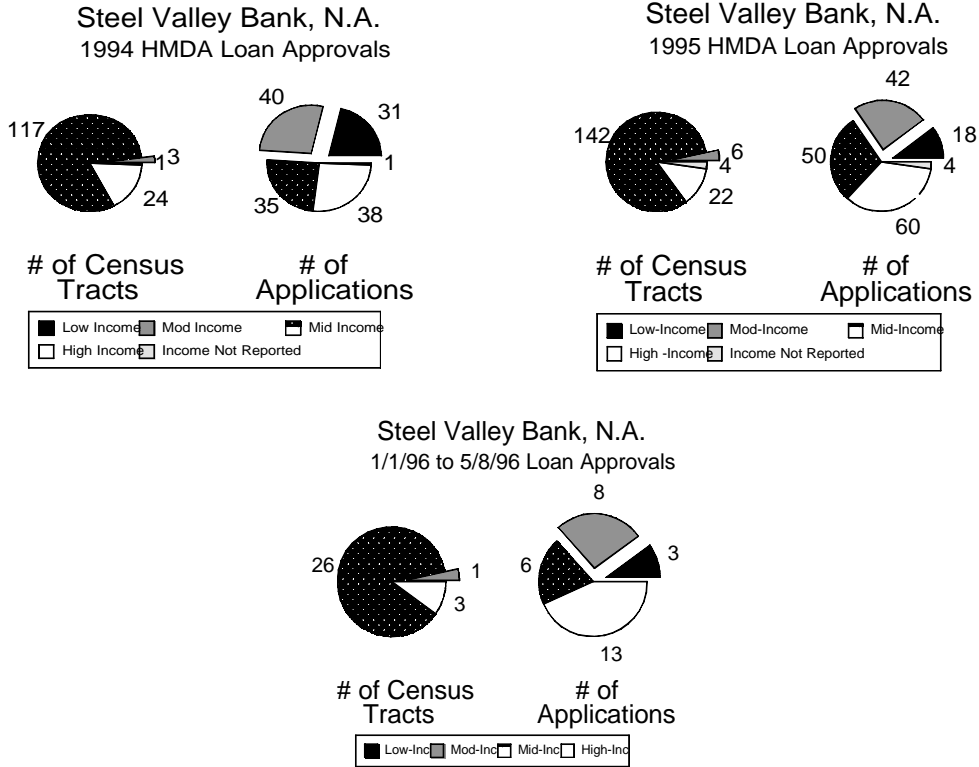 Steel Valley Bank, N.A.
1994 HMDA Loan Approvals
117
3
1
24
40
31
1
35
38
# of Census
Tracts
# of
Applications
Low Income Mod Income Mid Income
High Income Income Not Reported
Steel Valley Bank, N.A.
1995 HMDA Loan Approvals
142
6
4
22
42
18
50
4
60
# of Census
Tracts
# of
Applications
Low-Income Mod-Income Mid-Income
High -Income Income Not Reported
Steel Valley Bank, N.A.
1/1/96 to 5/8/96 Loan Approvals
26
1
3
8
3
6
13
# of Census
Tracts
# of
Applications
Low-Inc Mod-Inc Mid-Inc High-Inc